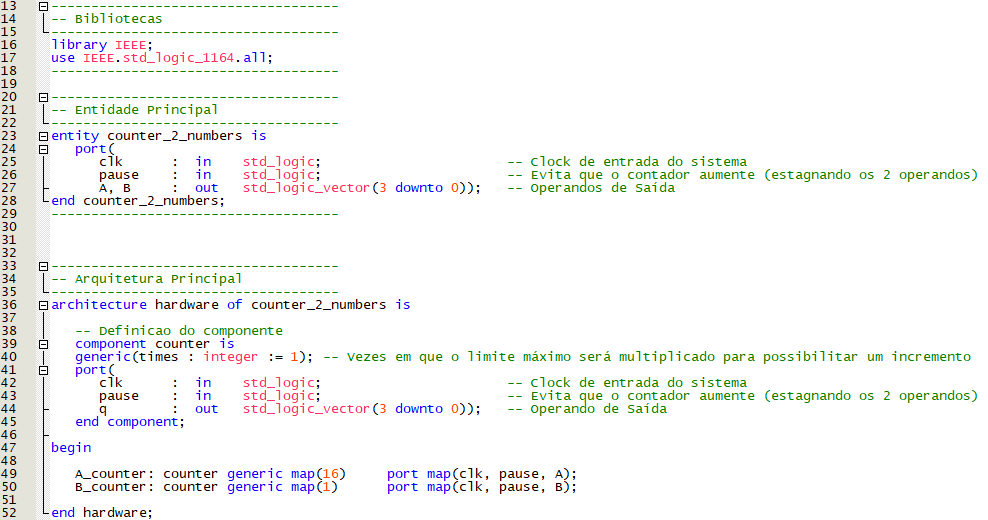 13 -----------------------------------
14 -- Bibliotecas
15 -----------------------------------
16 library IEEE;
17 use IEEE.std_logic_1164.all;
18 -----------------------------------
19
20 -----------------------------------
21 -- Entidade Principal
22 -----------------------------------
23 entity counter_2_numbers is
24 port(
25 clk : in std_logic; -- Clock de entrada do sistema
26 pause : in std_logic; -- Evita que o contador aumente (estagnando os 2 operandos)
27 A, B : out std_logic_vector(3 downto 0)); -- Operandos de Saída
28 end counter_2_numbers;
29 -----------------------------------
30
31
32
33 -----------------------------------
34 -- Arquitetura Principal
35 -----------------------------------
36 architecture hardware of counter_2_numbers is
37
38 -- Definicao do componente
39 component counter is
40 generic(times : integer := 1); -- Vezes em que o limite máximo será multiplicado para possibilitar um incremento
41 port(
42 clk : in std_logic; -- Clock de entrada do sistema
43 pause : in std_logic; -- Evita que o contador aumente (estagnando os 2 operandos)
44 q : out std_logic_vector(3 downto 0)); -- Operando de Saída
45 end component;
46
47 begin
48
49 A_counter: counter generic map(16) port map(clk, pause, A);
50 B_counter: counter generic map(1) port map(clk, pause, B);
51
52 end hardware;